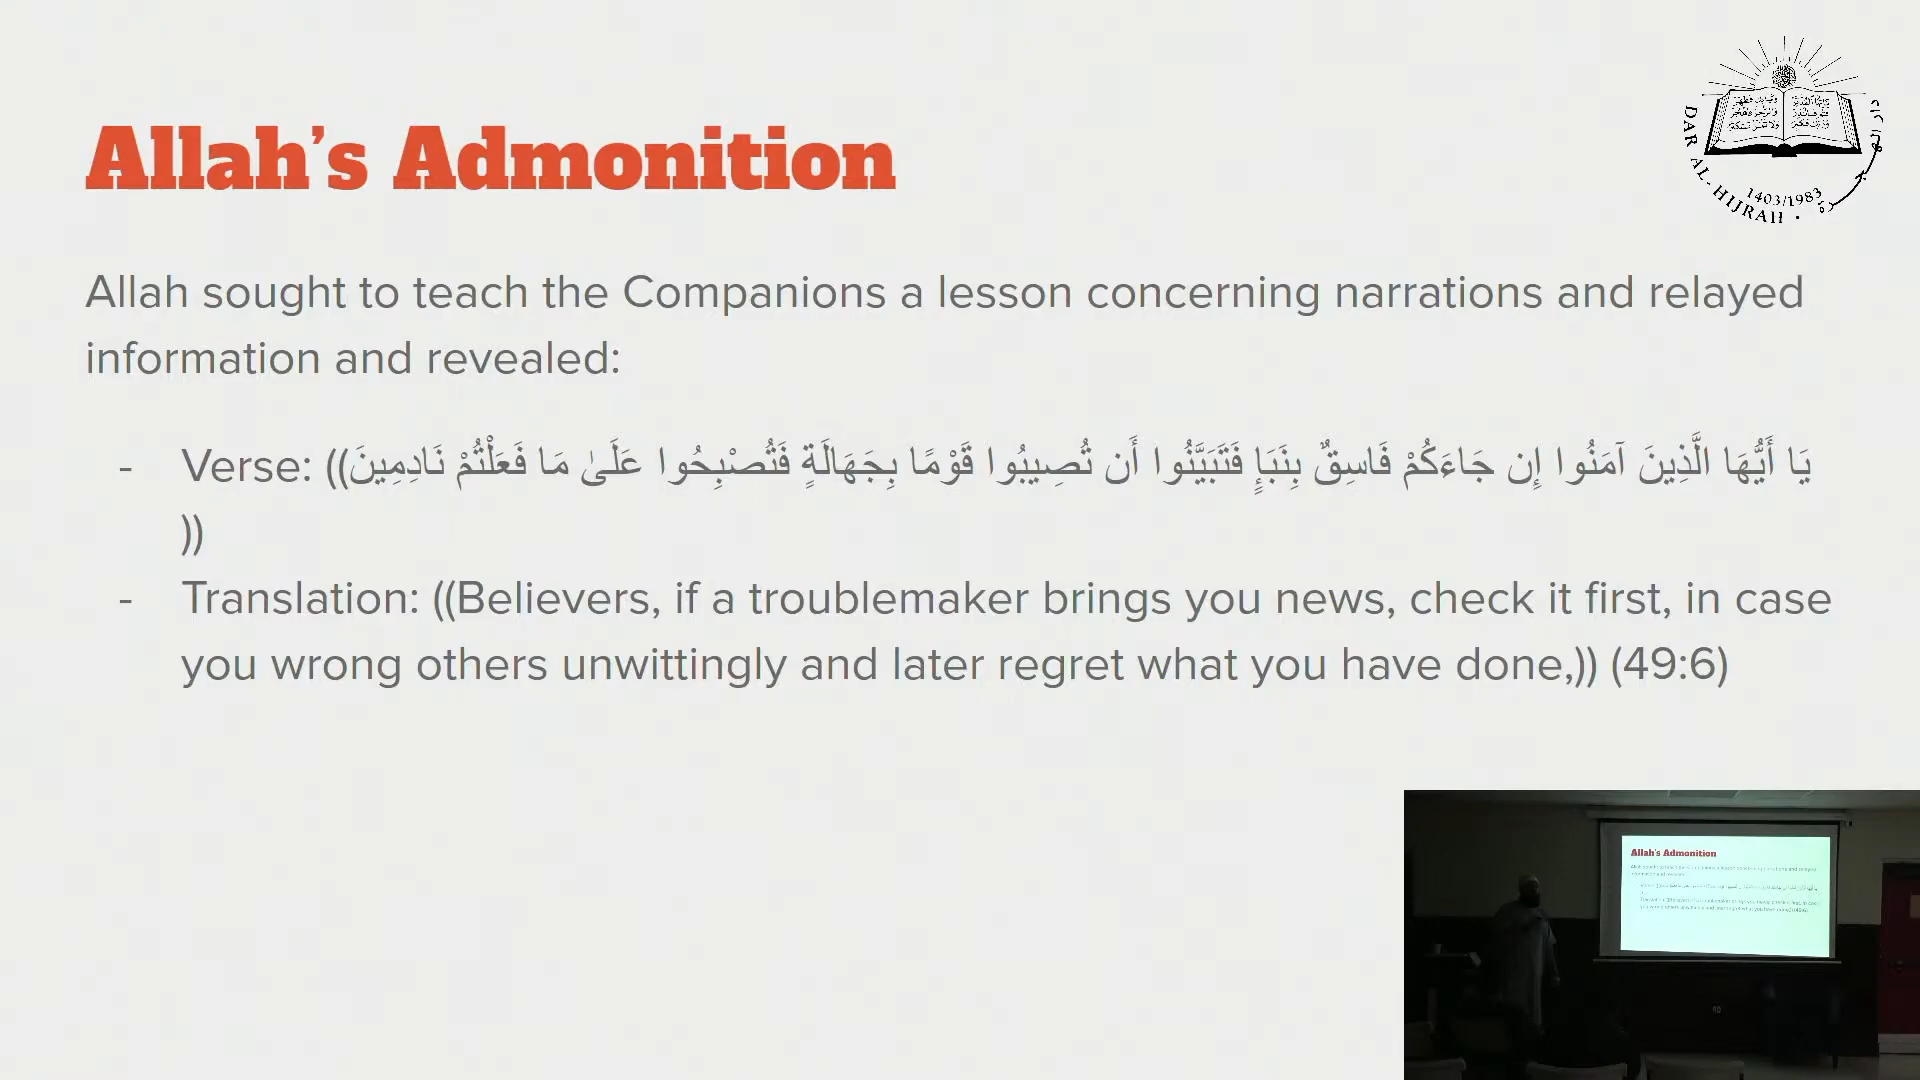 Allah's Admonition
Allah sought to teach the Companions a lesson concerning narrations and relayed
information and revealed:
- Verse: ((يَا أَيُّهَا الَّذِينَ آمَنُوا إِن جَاءَكُمْ فَاسِقٌ بِنَبَإٍ فَتَبَيَّنُوا أَن تُصِيبُوا قَوْمًا بِجَهَالَةٍ فَتُصْبِحُوا عَلَىٰ مَا فَعَلْتُمْ نَادِمِينَ
))
- Translation: ((Believers, if a troublemaker brings you news, check it first, in case
you wrong others unwittingly and later regret what you have done,)) (49:6)
DAR AL-HIJRAH
1403/1983
Allah's Admonition